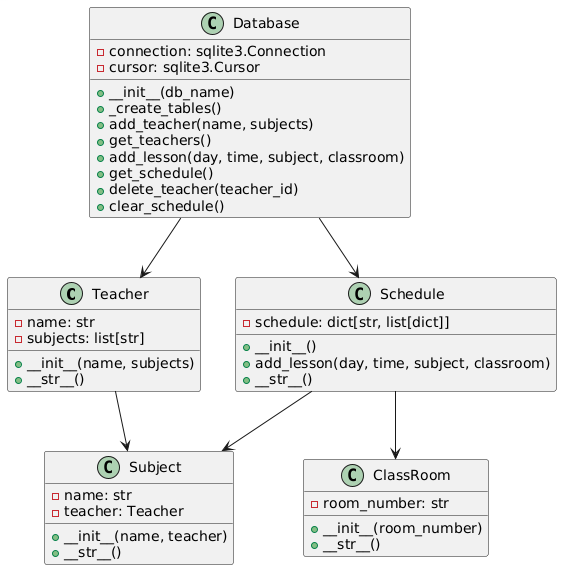 C Database
connection: sqlite3.Connection
cursor: sqlite3.Cursor
__init__(db_name)
_create_tables()
add_teacher(name, subjects)
get_teachers()
add_lesson(day, time, subject, classroom)
get_schedule()
delete_teacher(teacher_id)
clear_schedule()
C Teacher
name: str
subjects: list[str]
__init__(name, subjects)
__str__()
C Schedule
schedule: dict[str, list[dict]]
__init__()
add_lesson(day, time, subject, classroom)
__str__()
C Subject
name: str
teacher: Teacher
__init__(name, teacher)
__str__()
C ClassRoom
room_number: str
__init__(room_number)
__str__()